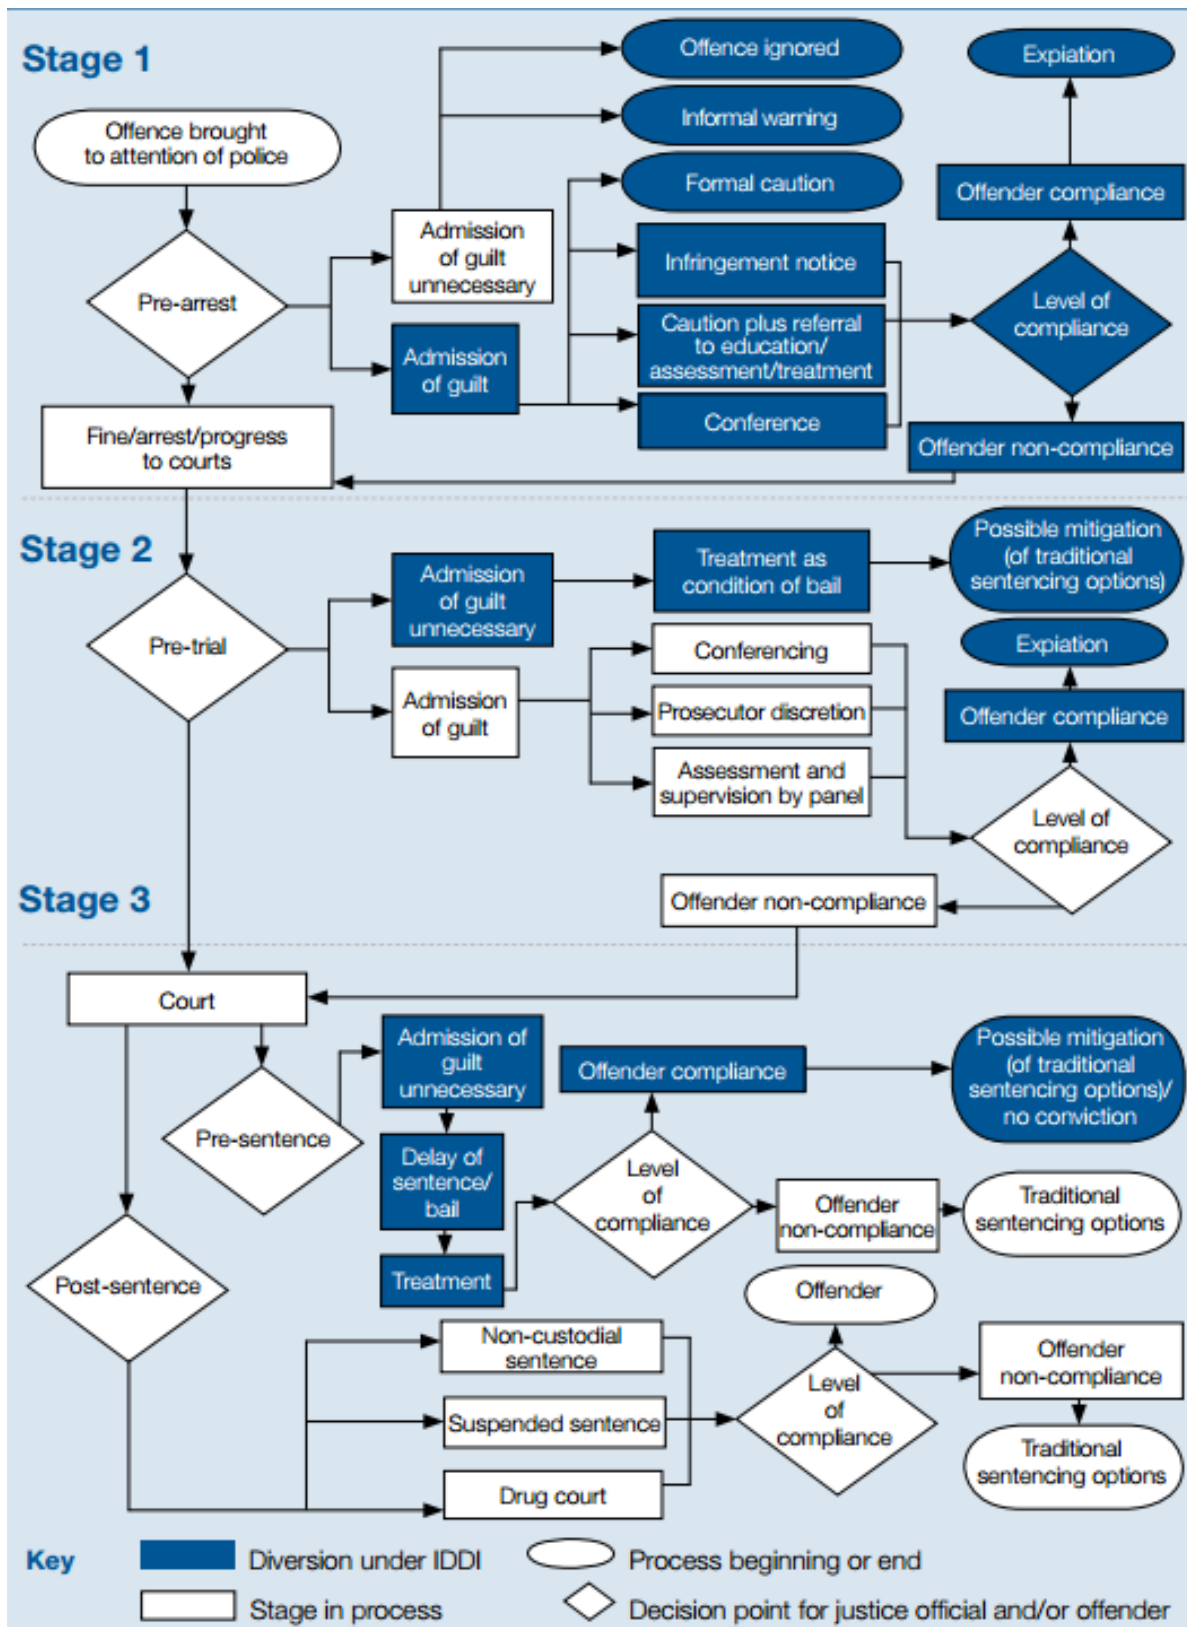 Stage 1
Offence brought
to attention of police
Pre-arrest
Fine/arrest/progress
to courts
Admission
of guilt
unnecessary
Admission
of guilt
Offence ignored
Informal warning
Formal caution
Infringement notice
Caution plus referral
to education/
assessment/treatment
Conference
Expiation
Offender compliance
Level of
compliance
Offender non-compliance
Stage 2
Pre-trial
Admission
of guilt
unnecessary
Admission
of guilt
Treatment as
condition of bail
Conferencing
Prosecutor discretion
Assessment and
supervision by panel
Possible mitigation
(of traditional
sentencing options)
Expiation
Offender compliance
Level of
compliance
Offender non-compliance
Stage 3
Court
Pre-sentence
Post-sentence
Admission of
guilt
unnecessary
Delay of
sentence/
bail
Treatment
Offender compliance
Level
of
compliance
Possible mitigation
(of traditional
sentencing options)/
no conviction
Offender
non-compliance
Traditional
sentencing options
Non-custodial
sentence
Suspended sentence
Drug court
Offender
Level
of
compliance
Offender
non-compliance
Traditional
sentencing options
Key
Diversion under IDDI
Process beginning or end
Stage in process
Decision point for justice official and/or offender